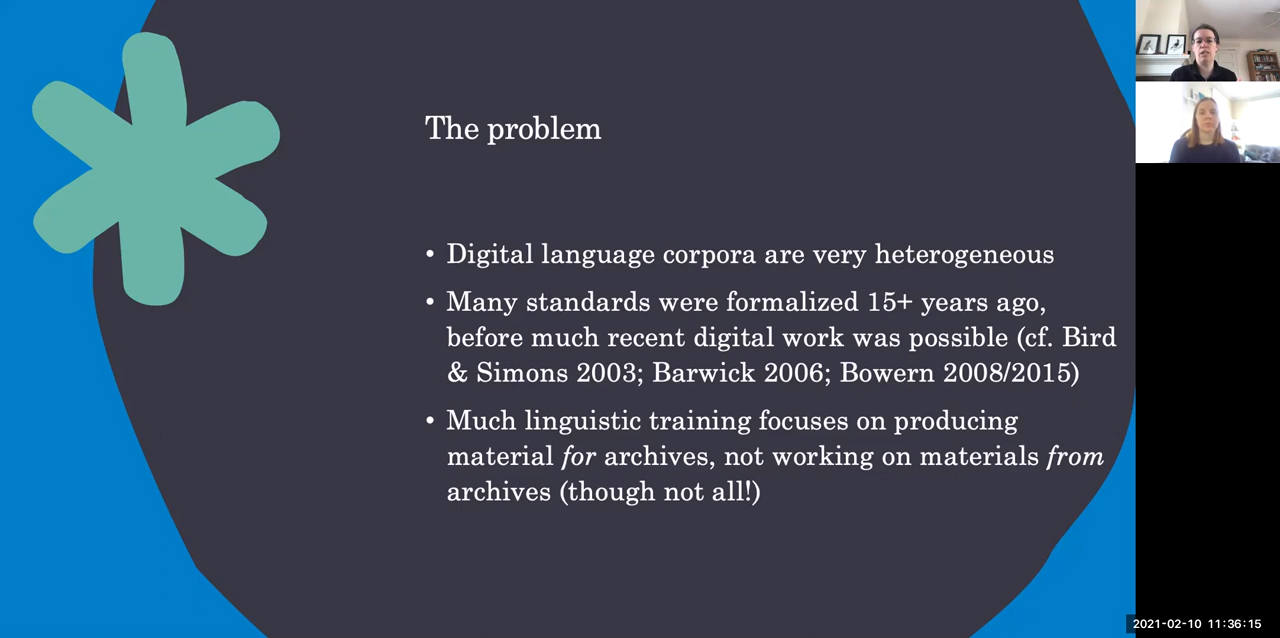 The problem
• Digital language corpora are very heterogeneous
• Many standards were formalized 15+ years ago,
before much recent digital work was possible (cf. Bird
& Simons 2003; Barwick 2006; Bowern 2008/2015)
• Much linguistic training focuses on producing
material for archives, not working on materials from
archives (though not all!)
2021-02-10 11:36:15